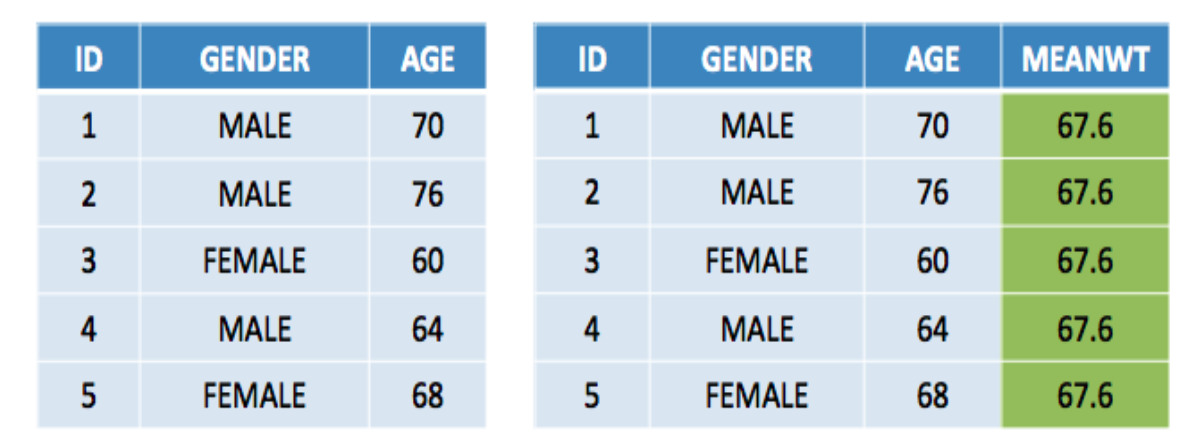 ID GENDER AGE
1 MALE 70
2 MALE 76
3 FEMALE 60
4 MALE 64
5 FEMALE 68
ID GENDER AGE MEANWT
1 MALE 70 67.6
2 MALE 76 67.6
3 FEMALE 60 67.6
4 MALE 64 67.6
5 FEMALE 68 67.6